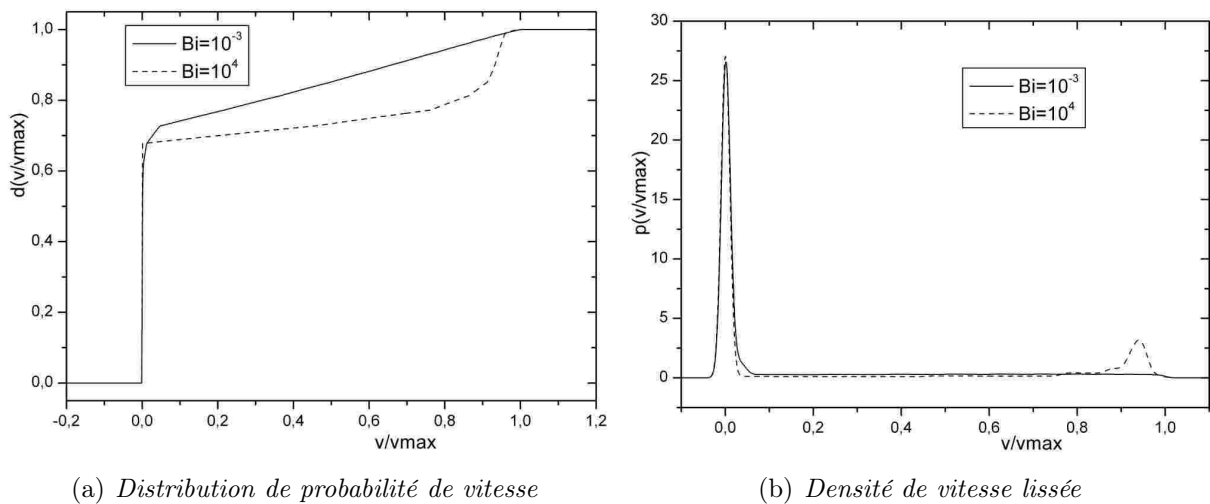 1,0
0,8
0,6
0,4
0,2
0,0
d(v/vmax)
Bi=10⁻³
Bi=10⁴
-0,2 0,0 0,2 0,4 0,6 0,8 1,0 1,2
v/vmax
(a) Distribution de probabilité de vitesse
30
25
20
15
10
5
0
p(v/vmax)
Bi=10⁻³
Bi=10⁴
0,0 0,2 0,4 0,6 0,8 1,0
v/vmax
(b) Densité de vitesse lissée